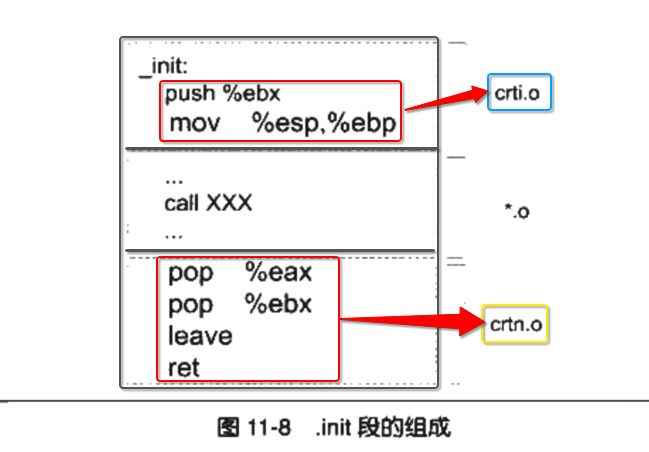 _init:
push %ebx
mov %esp,%ebp
crti.o
...
call XXX
...
*.o
pop %eax
pop %ebx
leave
ret
crtn.o
图 11-8 .init 段的组成